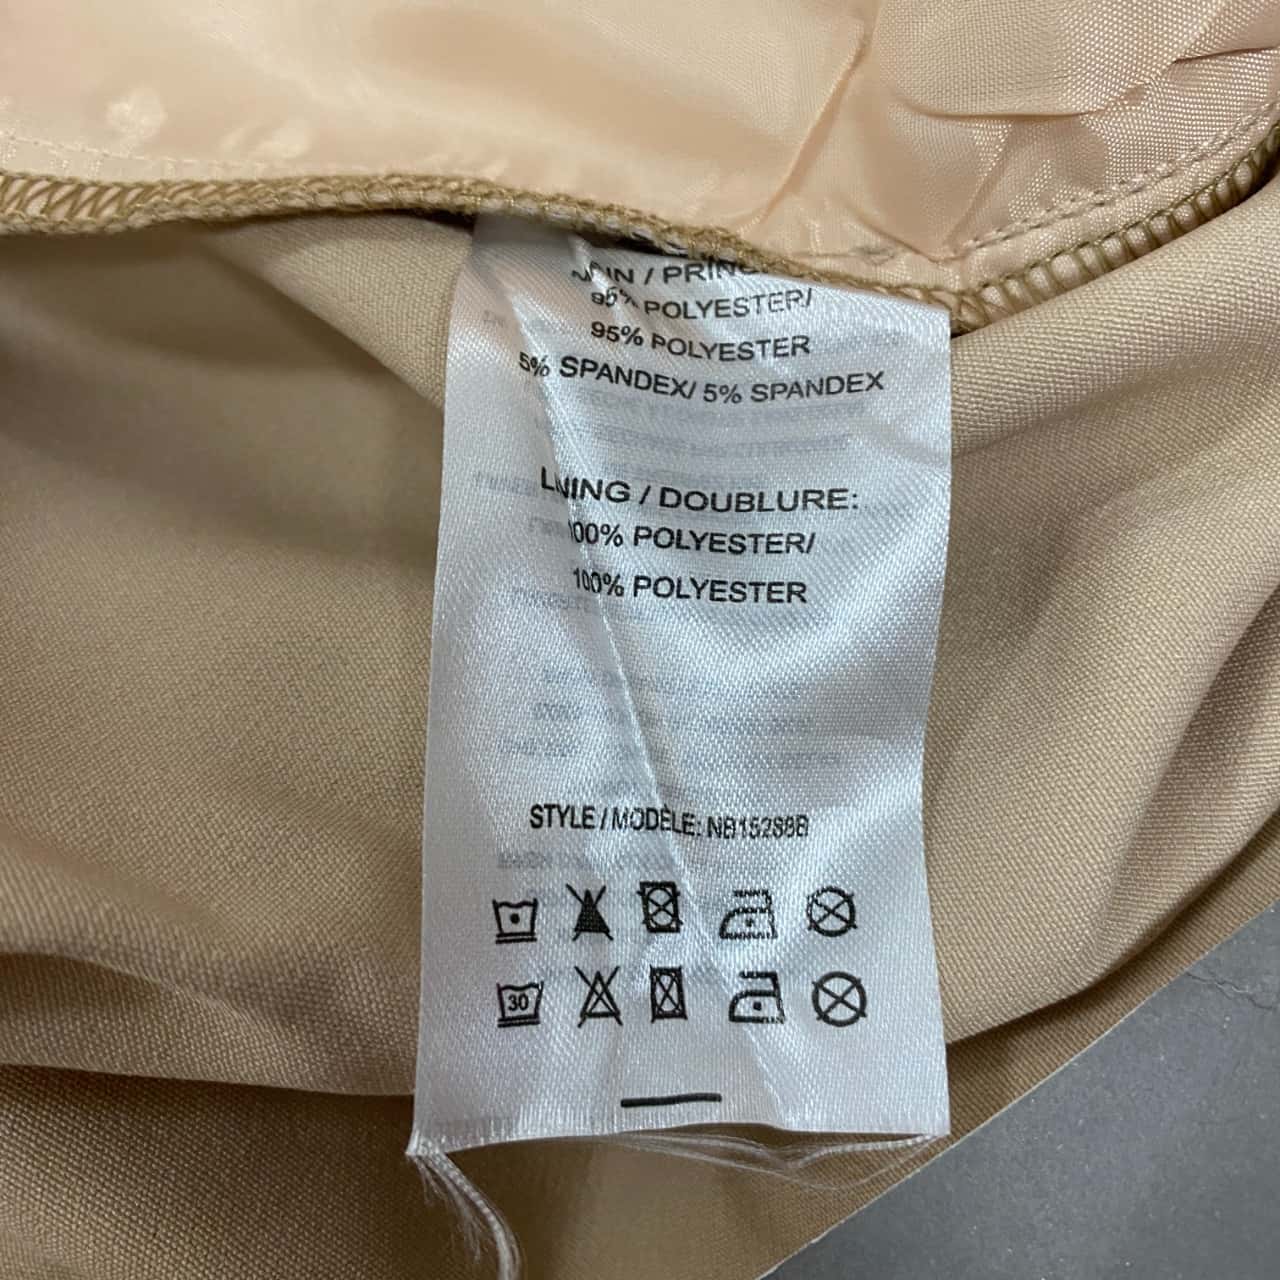 95% POLYESTER/
95% POLYESTER
5% SPANDEX/ 5% SPANDEX
LINING / DOUBLURE:
100% POLYESTER/
100% POLYESTER
STYLE / MODÈLE: NB15288B
30